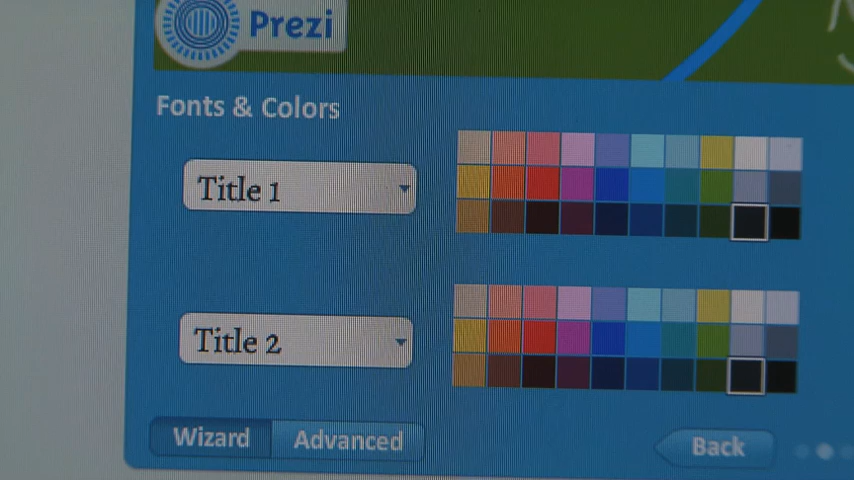 Prezi
Fonts & Colors
Title 1
Title 2
Wizard
Advanced
Back